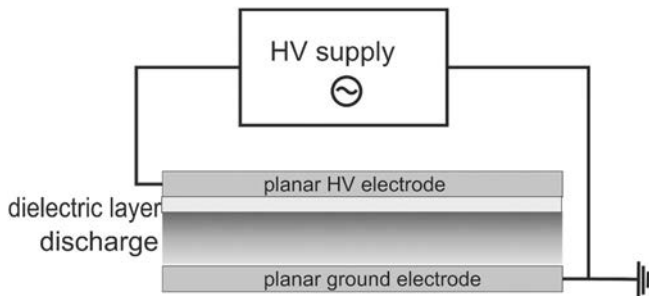 HV supply
planar HV electrode
dielectric layer
discharge
planar ground electrode